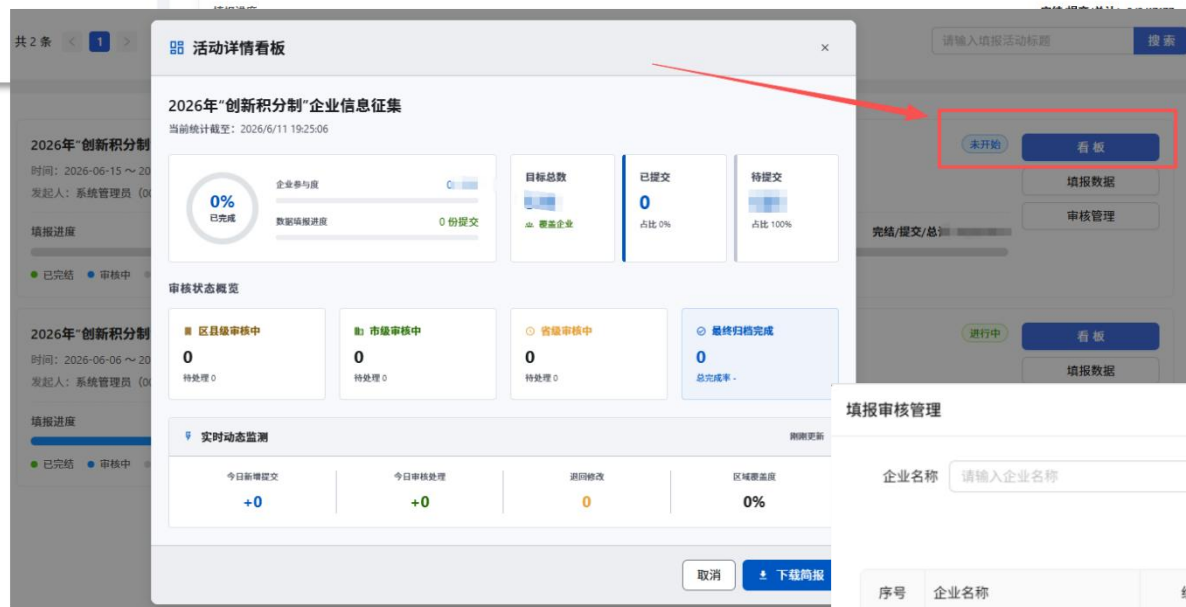 填报进度
共 2 条
1
请输入填报活动标题
搜 索
活动详情看板
2026年“创新积分制”企业信息征集
当前统计截至：2026/6/11 19:25:06
0%
已完成
企业参与度
0
数据填报进度
0 份提交
目标总数
覆盖企业
已提交
0
占比 0%
待提交
占比 100%
审核状态概览
区县级审核中
0
待处理 0
市级审核中
0
待处理 0
省级审核中
0
待处理 0
最终归档完成
0
总完成率 -
实时动态监测
刚刚更新
今日新增提交
+0
今日审核处理
+0
退回修改
0
区域覆盖度
0%
取消
下载简报
2026年“创新积分制
时间：2026-06-15 ～ 20
发起人：系统管理员（00
填报进度
已完结
审核中
未开始
看 板
填报数据
审核管理
完结/提交/总
2026年“创新积分制
时间：2026-06-06 ～ 20
发起人：系统管理员（00
填报进度
已完结
审核中
进行中
看 板
填报数据
填报审核管理
企业名称
请输入企业名称
序号
企业名称